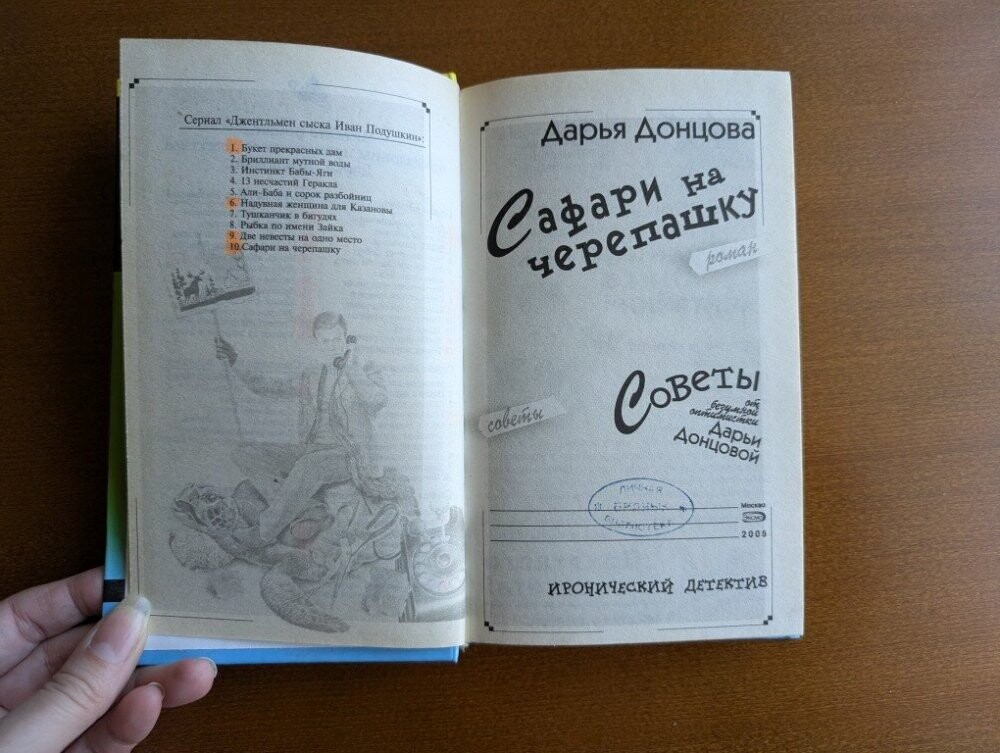 Сериал «Джентльмен сыска Иван Подушкин»:
1. Букет прекрасных дам
2. Бриллиант мутной воды
3. Инстинкт Бабы-Яги
4. 13 несчастий Геракла
5. Али-Баба и сорок разбойниц
6. Надувная женщина для Казановы
7. Тушканчик в бигудях
8. Рыбка по имени Зайка
9. Две невесты на одно место
10. Сафари на черепашку
советы
Дарья Донцова
Сафари на
черепашку
роман
Советы
от
безумной
оптимистки
Дарьи
Донцовой
ЛИЧНАЯ
Москва
ЭКСМО
ИРОНИЧЕСКИЙ ДЕТЕКТИВ